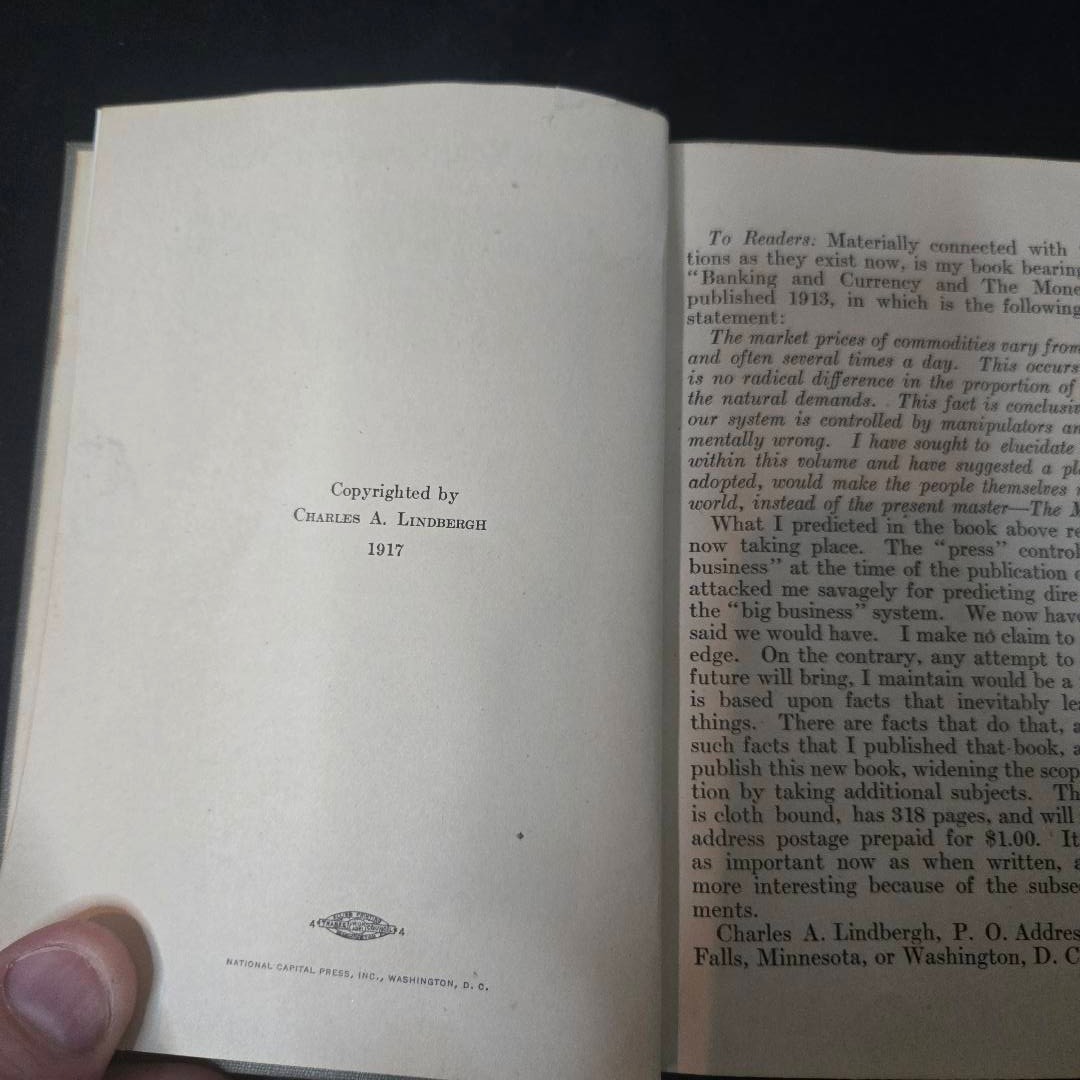 Copyrighted by
CHARLES A. LINDBERGH
1917
4 4
NATIONAL CAPITAL PRESS, INC., WASHINGTON, D. C.
To Readers: Materially connected with
tions as they exist now, is my book bearing
"Banking and Currency and The Mone
published 1913, in which is the following
statement:
The market prices of commodities vary from
and often several times a day. This occurs
is no radical difference in the proportion of
the natural demands. This fact is conclusiv
our system is controlled by manipulators an
mentally wrong. I have sought to elucidate
within this volume and have suggested a pla
adopted, would make the people themselves
world, instead of the present master—The M
What I predicted in the book above re
now taking place. The "press" control
business" at the time of the publication
attacked me savagely for predicting dire
the "big business" system. We now have
said we would have. I make no claim to
edge. On the contrary, any attempt to
future will bring, I maintain would be a
is based upon facts that inevitably lea
things. There are facts that do that, a
such facts that I published that book, a
publish this new book, widening the scop
tion by taking additional subjects. Th
is cloth bound, has 318 pages, and will
address postage prepaid for $1.00. It
as important now as when written, a
more interesting because of the subse
ments.
Charles A. Lindbergh, P. O. Addres
Falls, Minnesota, or Washington, D. C